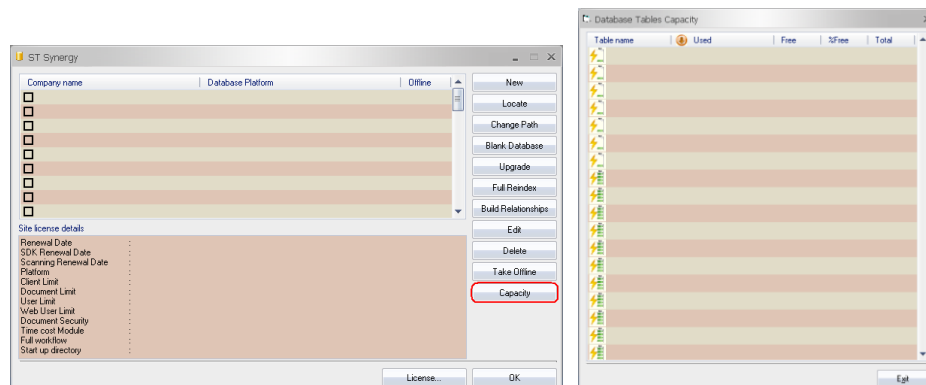 ST Synergy
Company name Database Platform Offline
New
Locate
Change Path
Blank Database
Upgrade
Full Reindex
Build Relationships
Edit
Delete
Take Offline
Capacity
Site license details
Renewal Date :
SDK Renewal Date :
Scanning Renewal Date :
Platform :
Client Limit :
Document Limit :
User Limit :
Web User Limit :
Document Security :
Time cost Module :
Full workflow :
Start up directory :
License... OK
Database Tables Capacity
Table name Used Free %Free Total
Exit